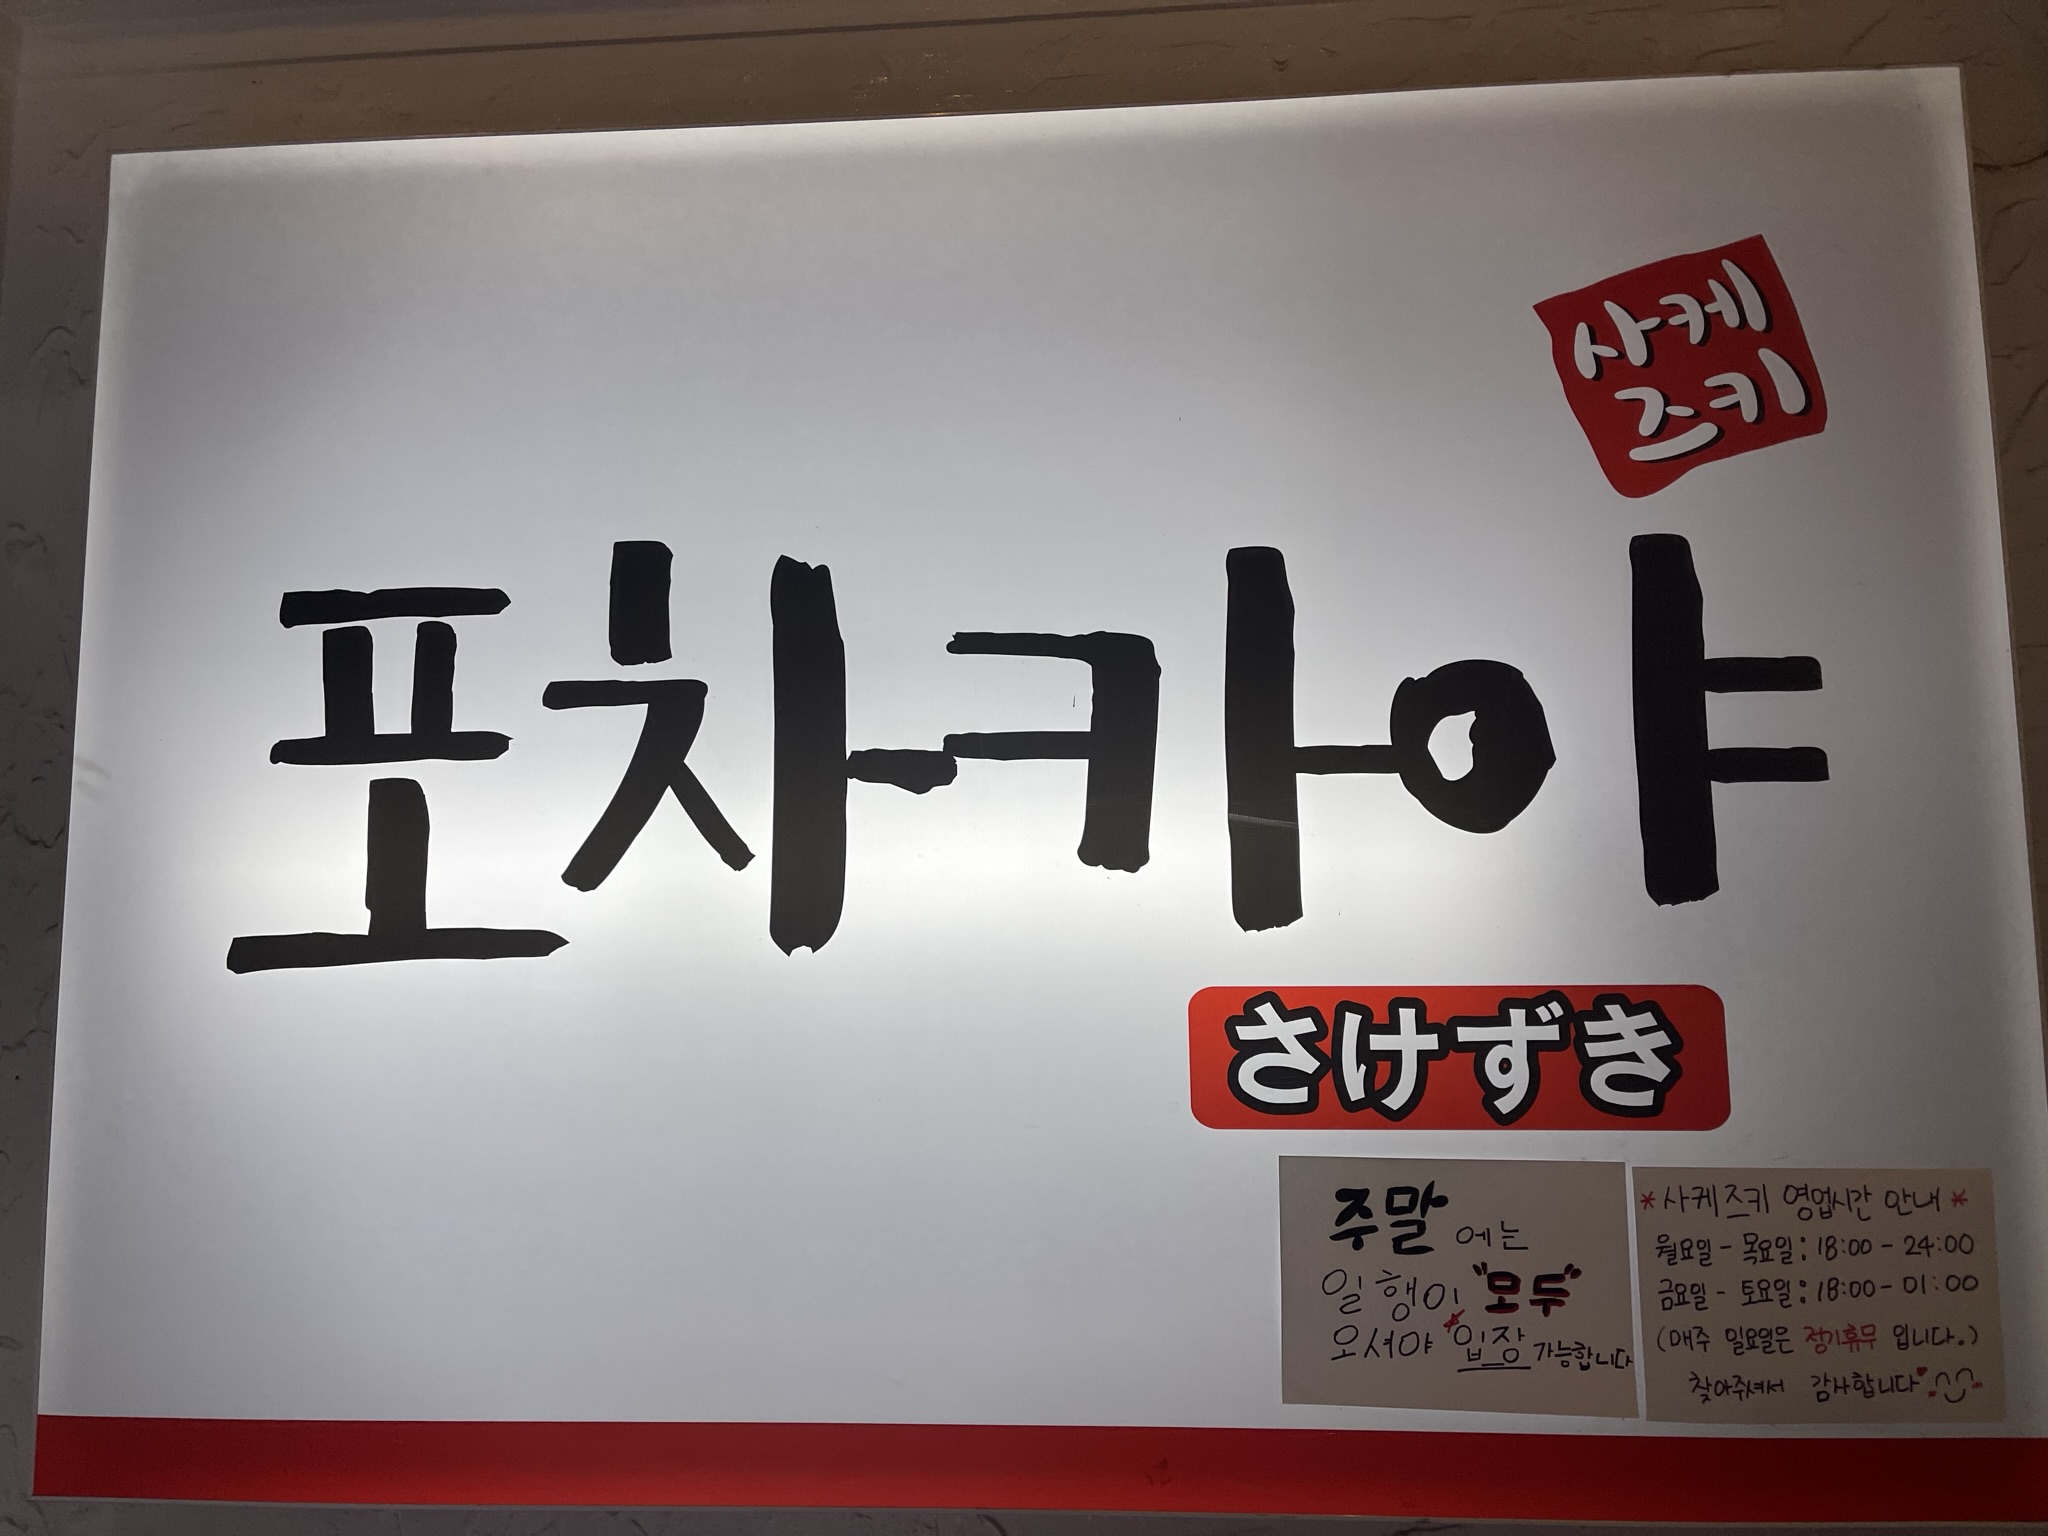 사케
즈키
포차카야
さけずき
주말에는
일행이 "모두"
오셔야 입장 가능합니다
*사케즈키 영업시간 안내*
월요일 - 목요일 : 18:00 - 24:00
금요일 - 토요일 : 18:00 - 01:00
(매주 일요일은 정기휴무 입니다.)
찾아주셔서 감사합니다